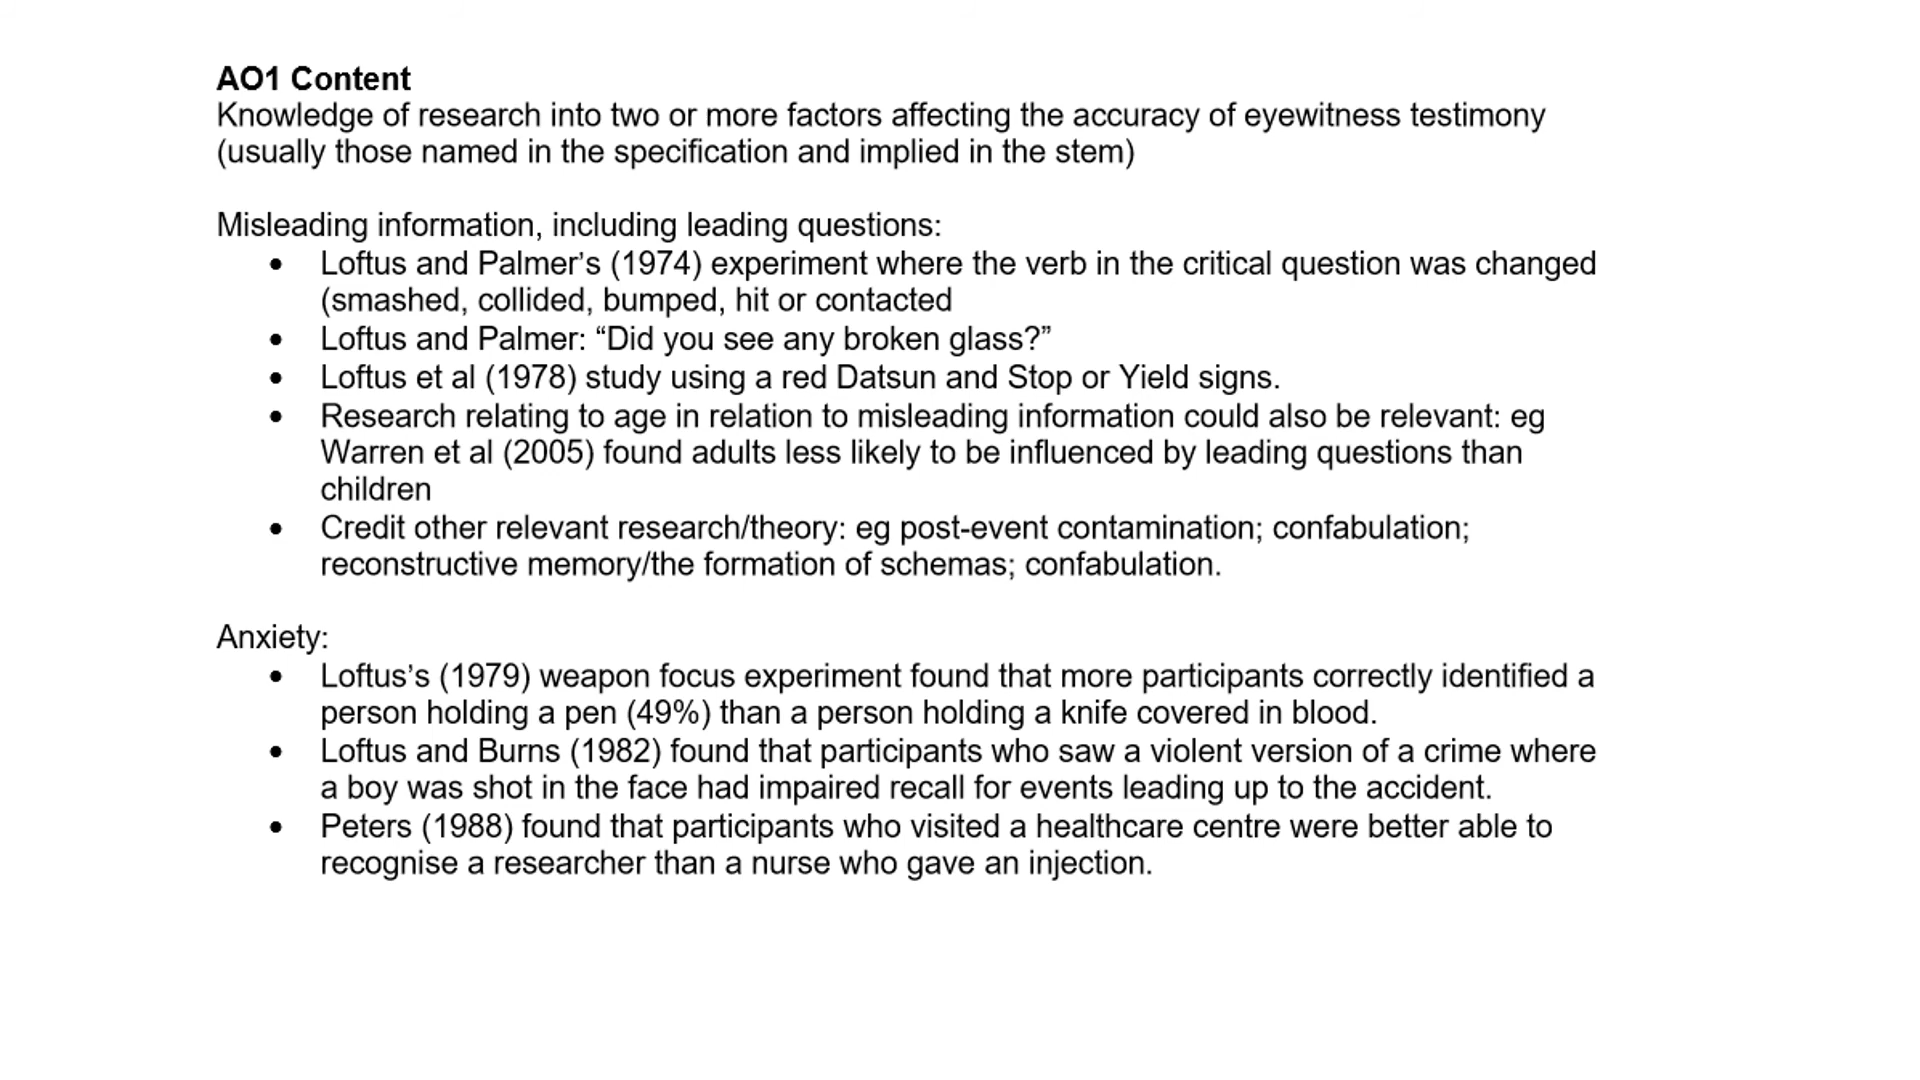 AO1 Content
Knowledge of research into two or more factors affecting the accuracy of eyewitness testimony
(usually those named in the specification and implied in the stem)
Misleading information, including leading questions:
• Loftus and Palmer’s (1974) experiment where the verb in the critical question was changed
(smashed, collided, bumped, hit or contacted
• Loftus and Palmer: “Did you see any broken glass?”
• Loftus et al (1978) study using a red Datsun and Stop or Yield signs.
• Research relating to age in relation to misleading information could also be relevant: eg
Warren et al (2005) found adults less likely to be influenced by leading questions than
children
• Credit other relevant research/theory: eg post-event contamination; confabulation;
reconstructive memory/the formation of schemas; confabulation.
Anxiety:
• Loftus’s (1979) weapon focus experiment found that more participants correctly identified a
person holding a pen (49%) than a person holding a knife covered in blood.
• Loftus and Burns (1982) found that participants who saw a violent version of a crime where
a boy was shot in the face had impaired recall for events leading up to the accident.
• Peters (1988) found that participants who visited a healthcare centre were better able to
recognise a researcher than a nurse who gave an injection.